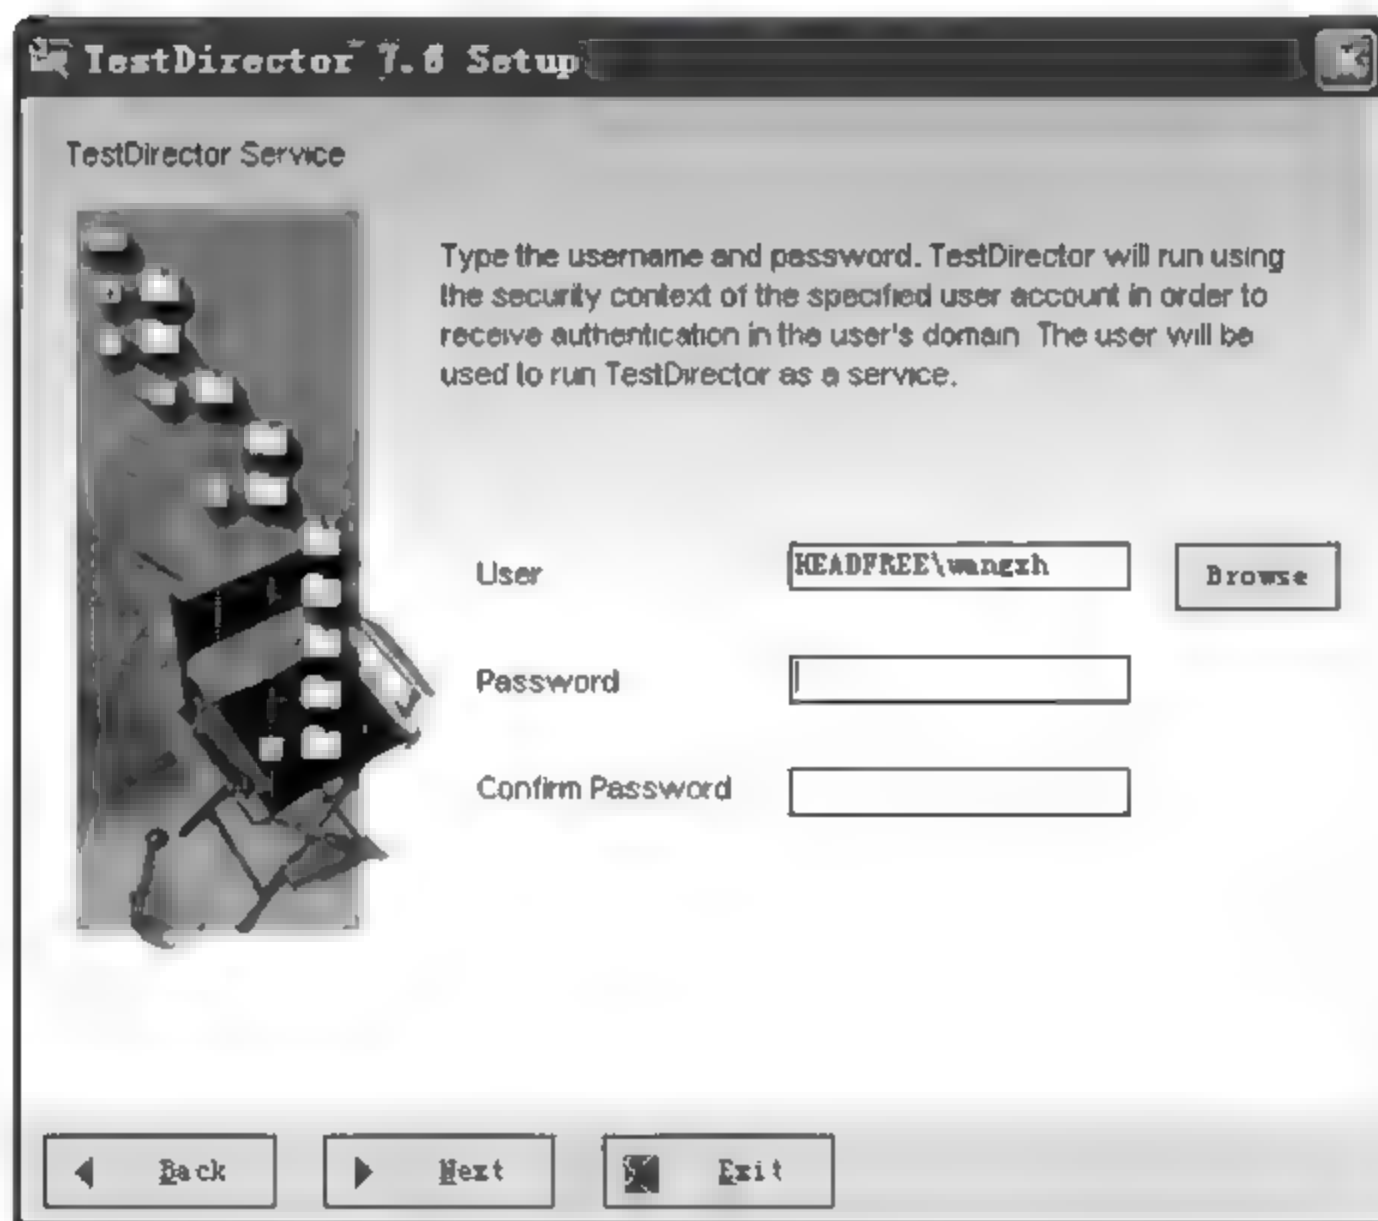 TestDirector 7.6 Setup
TestDirector Service
Type the username and password. TestDirector will run using
the security context of the specified user account in order to
receive authentication in the user's domain. The user will be
used to run TestDirector as a service.
User
HEADFREE\wangzh
Browse
Password
Confirm Password
Back
Next
Exit